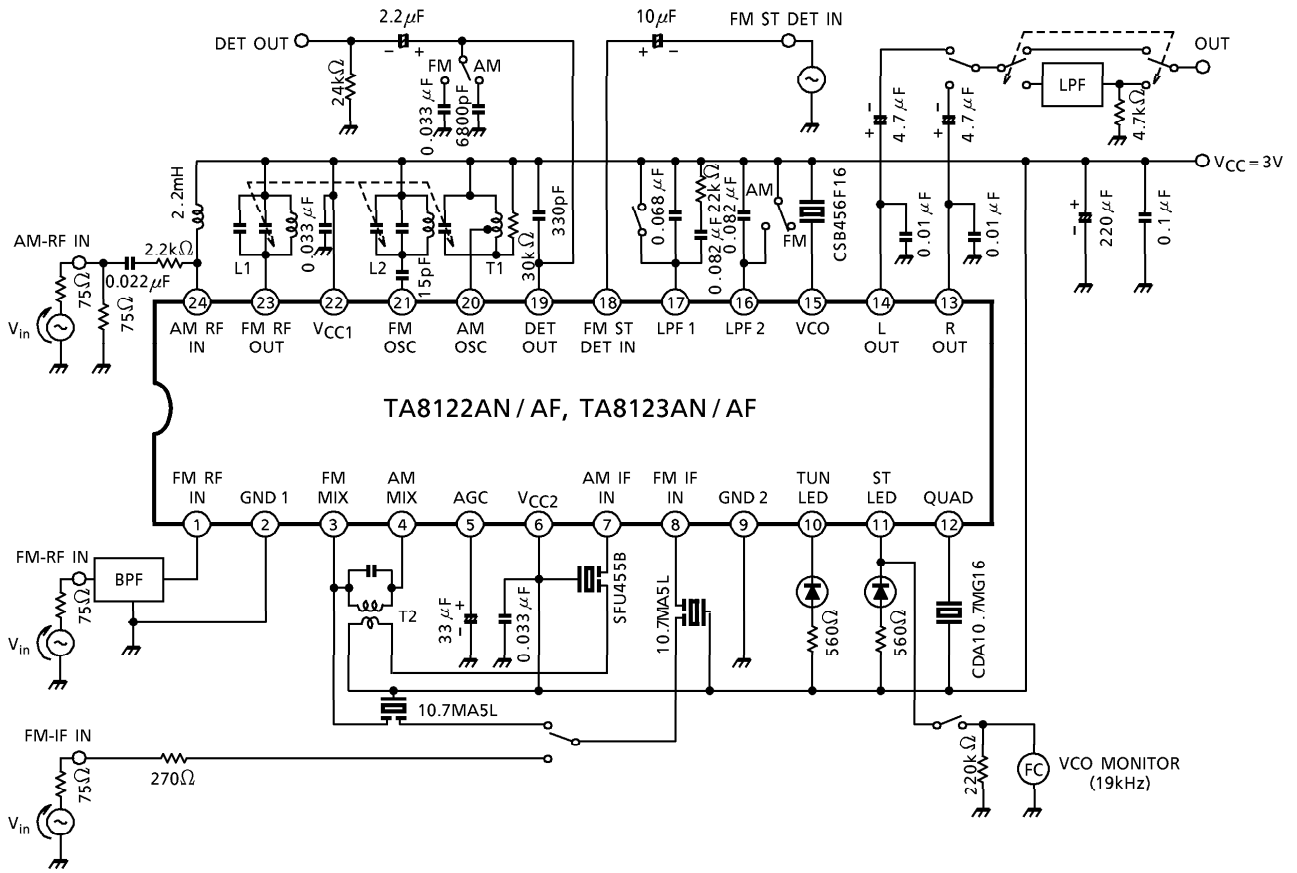 2.2μF
10μF
FM ST DET IN
DET OUT
- +
+ -
OUT
24kΩ
FM AM
0.033μF
6800pF
LPF
4.7kΩ
- +
4.7μF
- +
4.7μF
VCC=3V
2.2mH
AM-RF IN
2.2kΩ
0.022μF
75Ω
75Ω
Vin
L1
0.033μF
L2
15pF
T1
30kΩ
330pF
0.068μF
22kΩ
0.082μF
0.082μF
AM
FM
CSB456F16
0.01μF
0.01μF
+ -
220μF
0.1μF
24 23 22 21 20 19 18 17 16 15 14 13
AM RF IN
FM RF OUT
VCC1
FM OSC
AM OSC
DET OUT
FM ST DET IN
LPF1
LPF2
VCO
L OUT
R OUT
TA8122AN/AF, TA8123AN/AF
FM RF IN
GND1
FM MIX
AM MIX
AGC
VCC2
AM IF IN
FM IF IN
GND2
TUN LED
ST LED
QUAD
1 2 3 4 5 6 7 8 9 10 11 12
FM-RF IN
BPF
75Ω
Vin
T2
33μF
+ -
0.033μF
SFU455B
10.7MA5L
560Ω
560Ω
CDA10.7MG16
10.7MA5L
FM-IF IN
270Ω
75Ω
Vin
220kΩ
FC
VCO MONITOR
(19kHz)